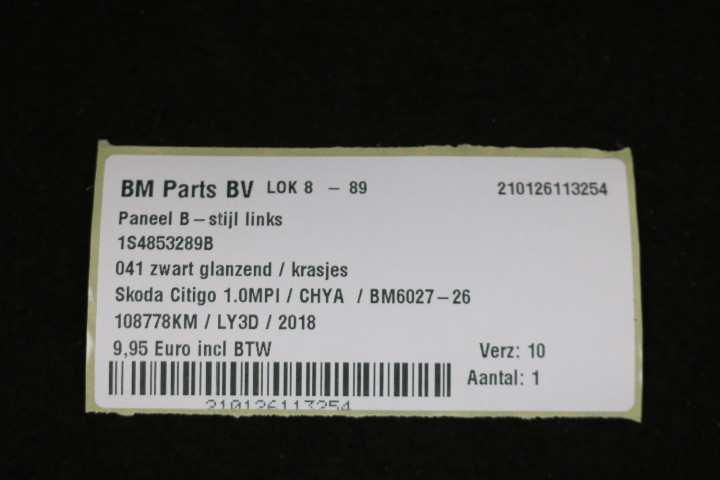 BM Parts BV LOK 8 – 89 210126113254
Paneel B–stijl links
1S4853289B
041 zwart glanzend / krasjes
Skoda Citigo 1.0MPI / CHYA / BM6027–26
108778KM / LY3D / 2018
9,95 Euro incl BTW Verz: 10
Aantal: 1
210126113254